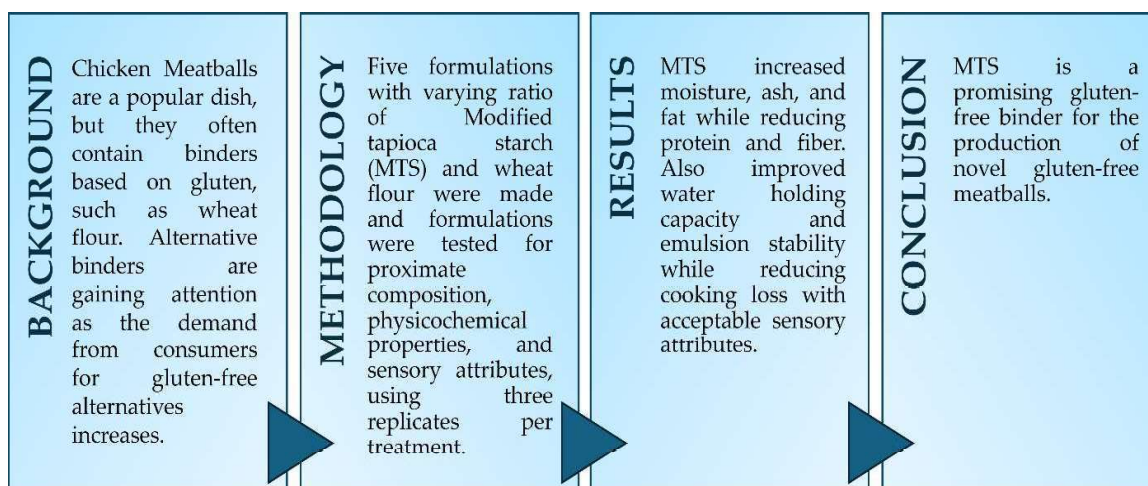 BACKGROUND
Chicken Meatballs
are a popular dish,
but they often
contain binders
based on gluten,
such as wheat
flour. Alternative
binders are
gaining attention
as the demand
from consumers
for gluten-free
alternatives
increases.
METHODOLOGY
Five formulations
with varying ratio
of Modified
tapioca starch
(MTS) and wheat
flour were made
and formulations
were tested for
proximate
composition,
physicochemical
properties, and
sensory attributes,
using three
replicates per
treatment.
RESULTS
MTS increased
moisture, ash, and
fat while reducing
protein and fiber.
Also improved
water holding
capacity and
emulsion stability
while reducing
cooking loss with
acceptable sensory
attributes.
CONCLUSION
MTS is a
promising gluten-
free binder for the
production of
novel gluten-free
meatballs.